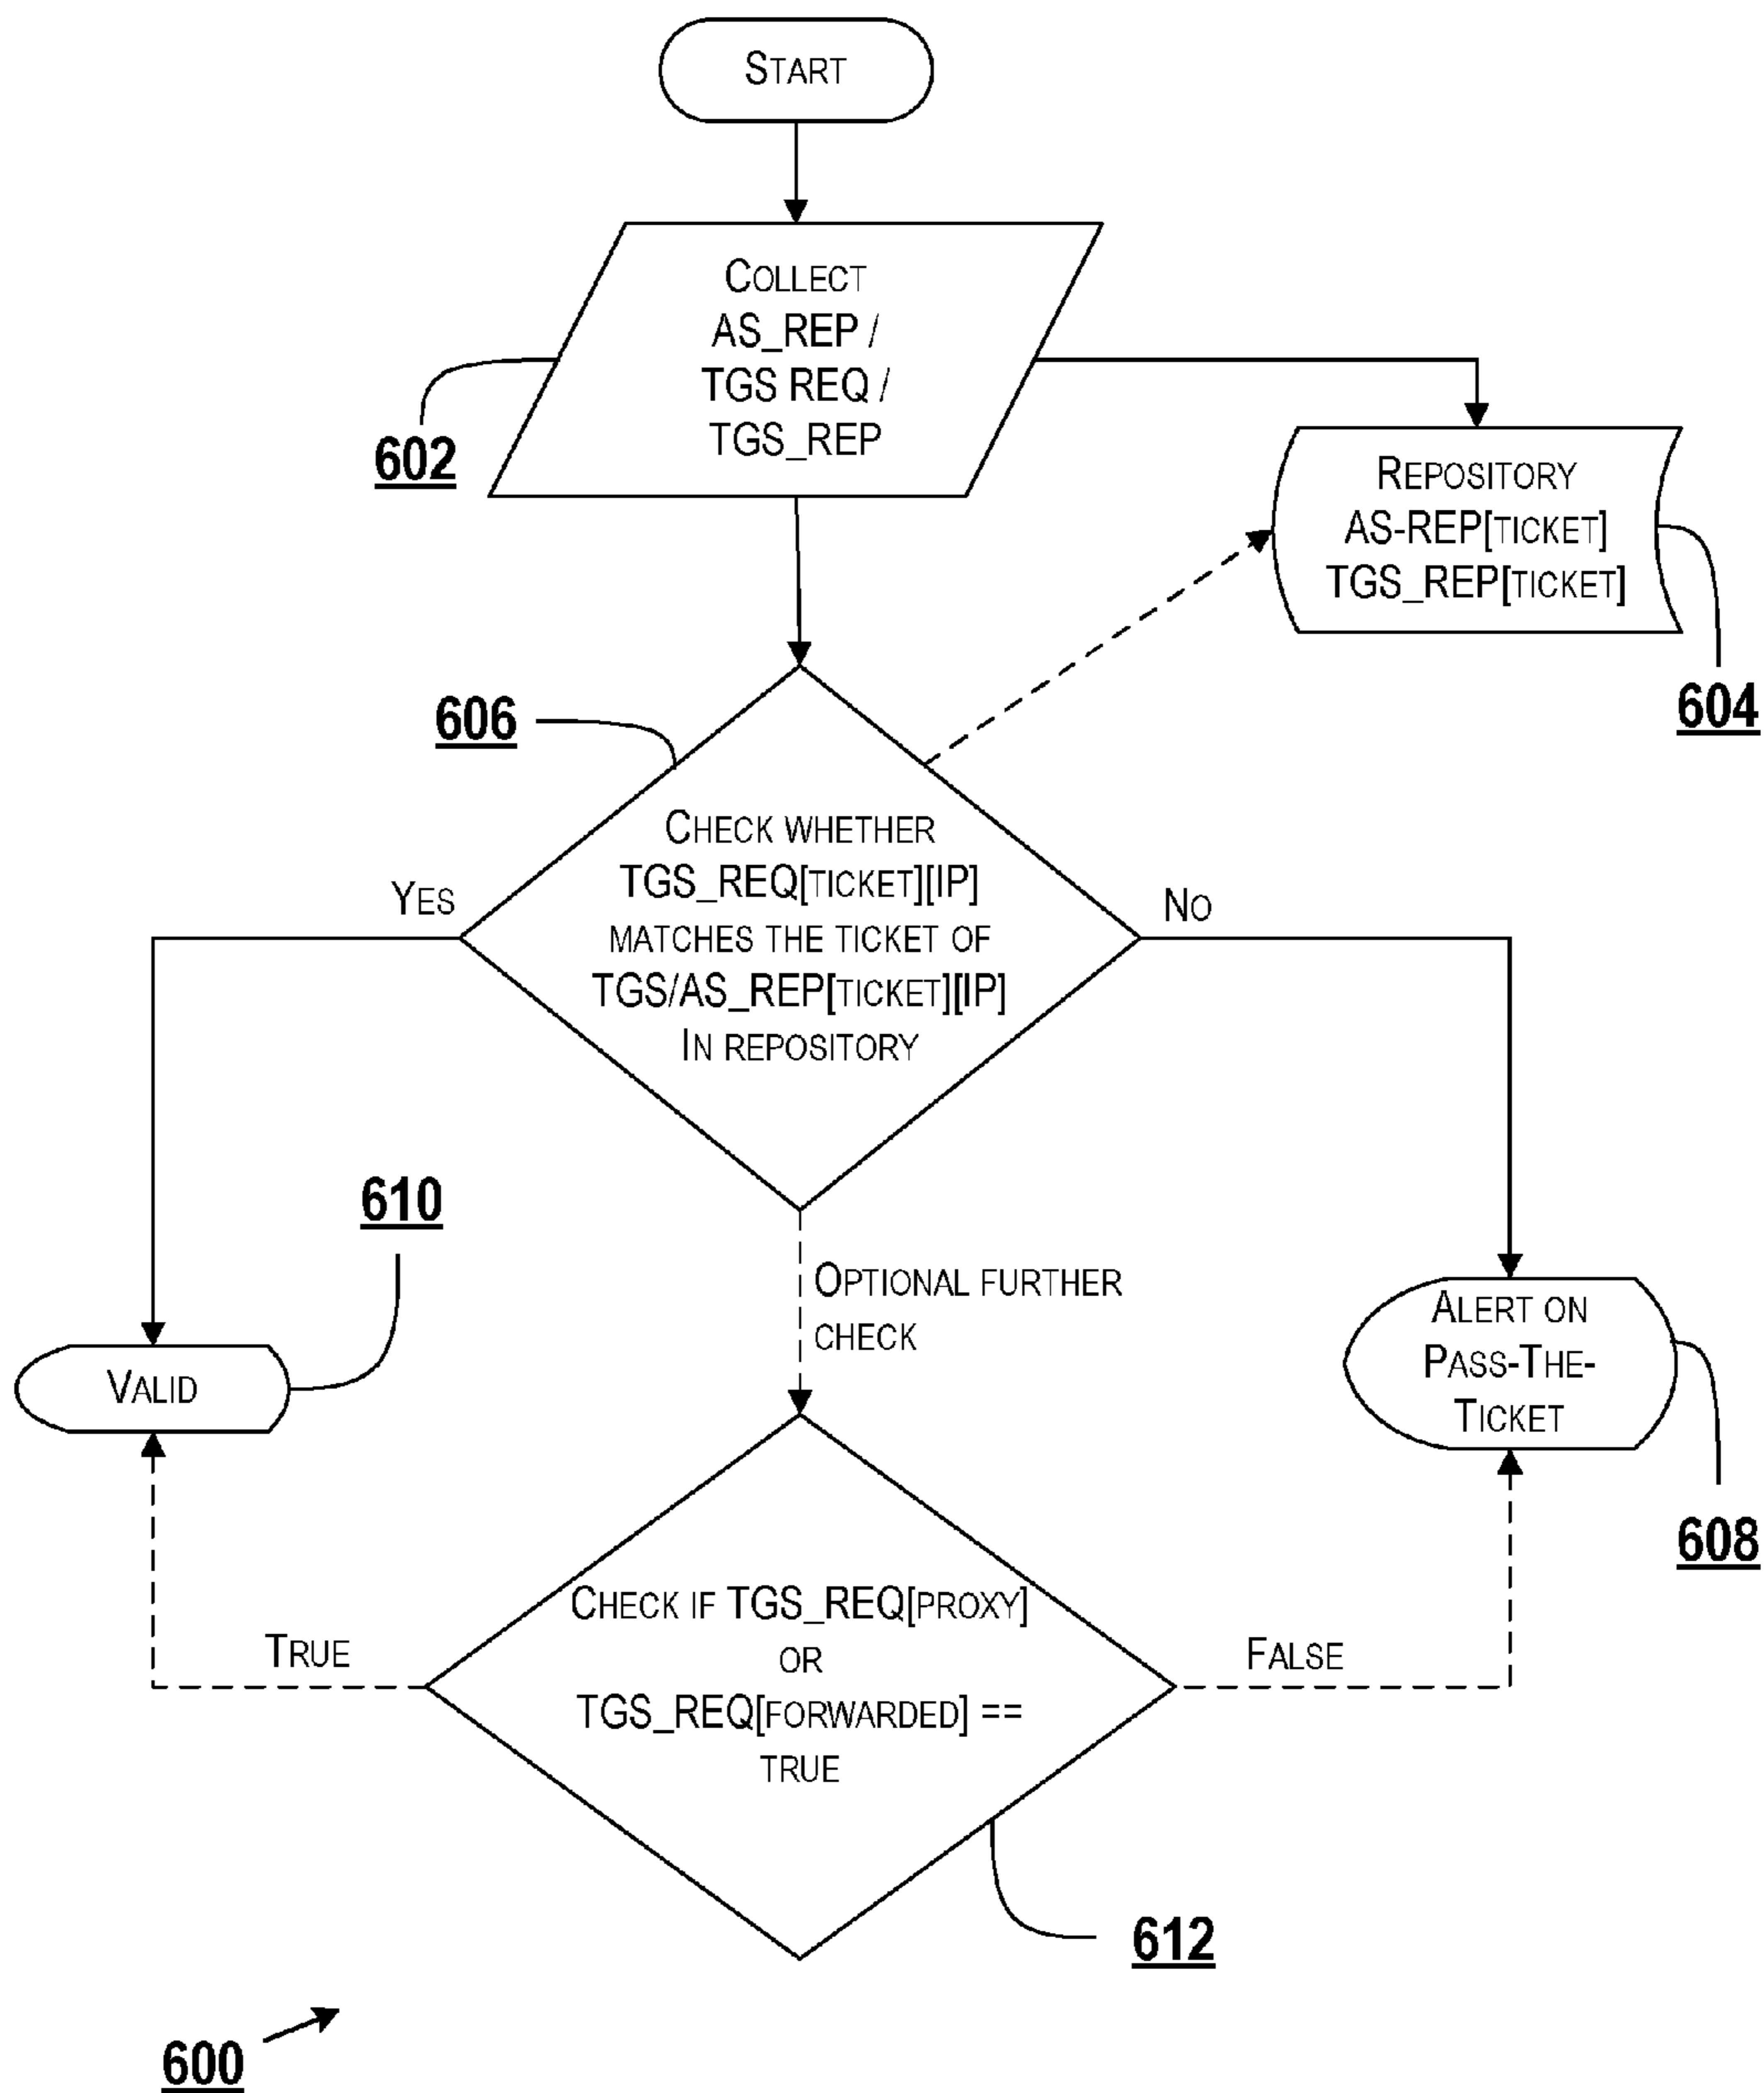 START
COLLECT
AS_REP /
TGS REQ /
TGS_REP
602
REPOSITORY
AS-REP[TICKET]
TGS_REP[TICKET]
604
606
CHECK WHETHER
TGS_REQ[TICKET][IP]
MATCHES THE TICKET OF
TGS/AS_REP[TICKET][IP]
IN REPOSITORY
YES
NO
610
OPTIONAL FURTHER
CHECK
VALID
ALERT ON
PASS-THE-
TICKET
608
CHECK IF TGS_REQ[PROXY]
OR
TGS_REQ[FORWARDED] ==
TRUE
TRUE
FALSE
612
600